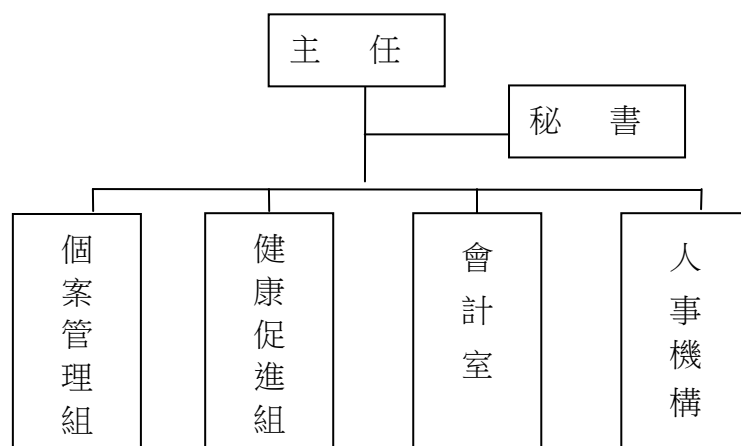 主 任
秘 書
個案管理組
健康促進組
會計室
人事機構